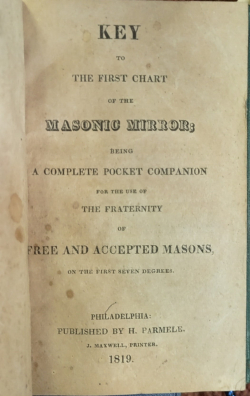 KEY
TO
THE FIRST CHART
OF THE
MASONIC MIRROR;
BEING
A COMPLETE POCKET COMPANION
FOR THE USE OF
THE FRATERNITY
OF
FREE AND ACCEPTED MASONS,
ON THE FIRST SEVEN DEGREES.
PHILADELPHIA:
PUBLISHED BY H. PARMELE.
J. MAXWELL, PRINTER.
1819.